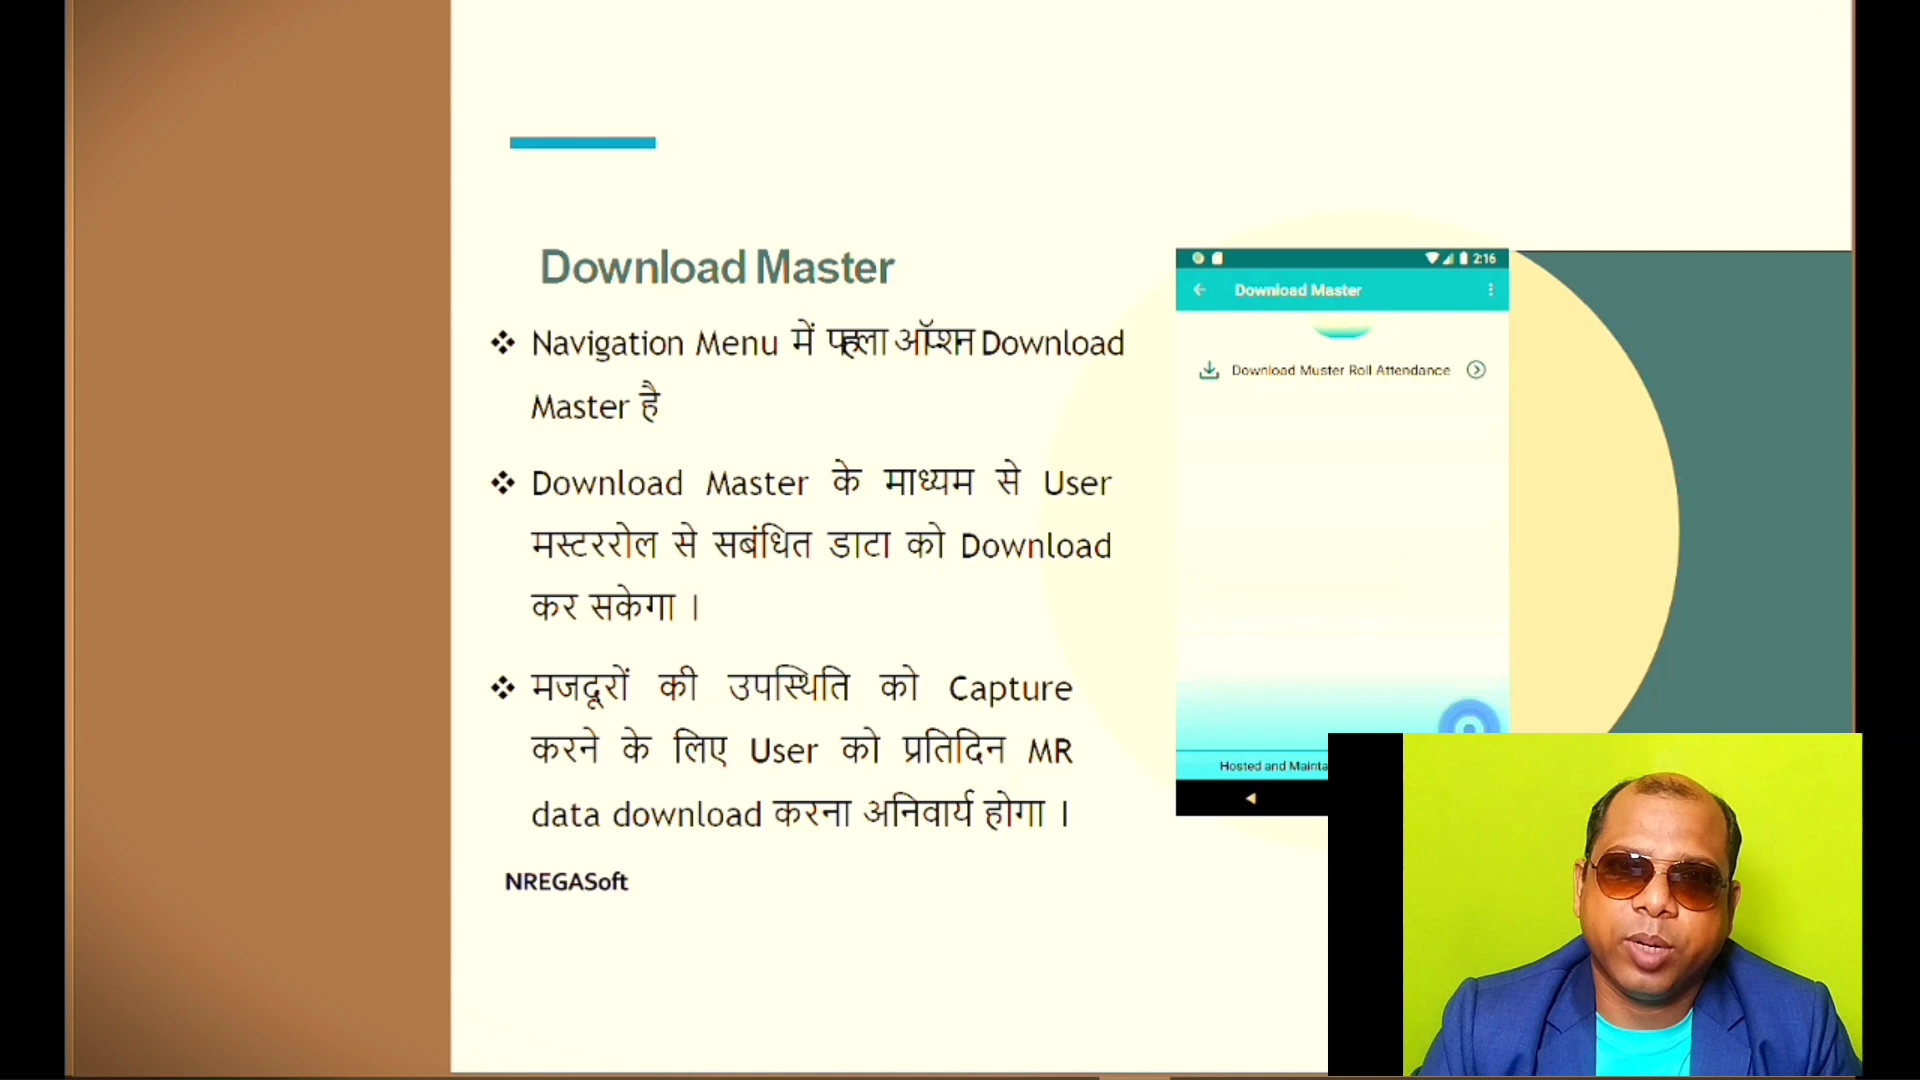 Download Master
❖ Navigation Menu में पहला ऑप्शन Download
Master है
❖ Download Master के माध्यम से User
मस्टररोल से सबंधित डाटा को Download
कर सकेगा ।
❖ मजदूरों की उपस्थिति को Capture
करने के लिए User को प्रतिदिन MR
data download करना अनिवार्य होगा ।
NREGASoft
2:16
Download Master
Download Muster Roll Attendance
Hosted and Mainta